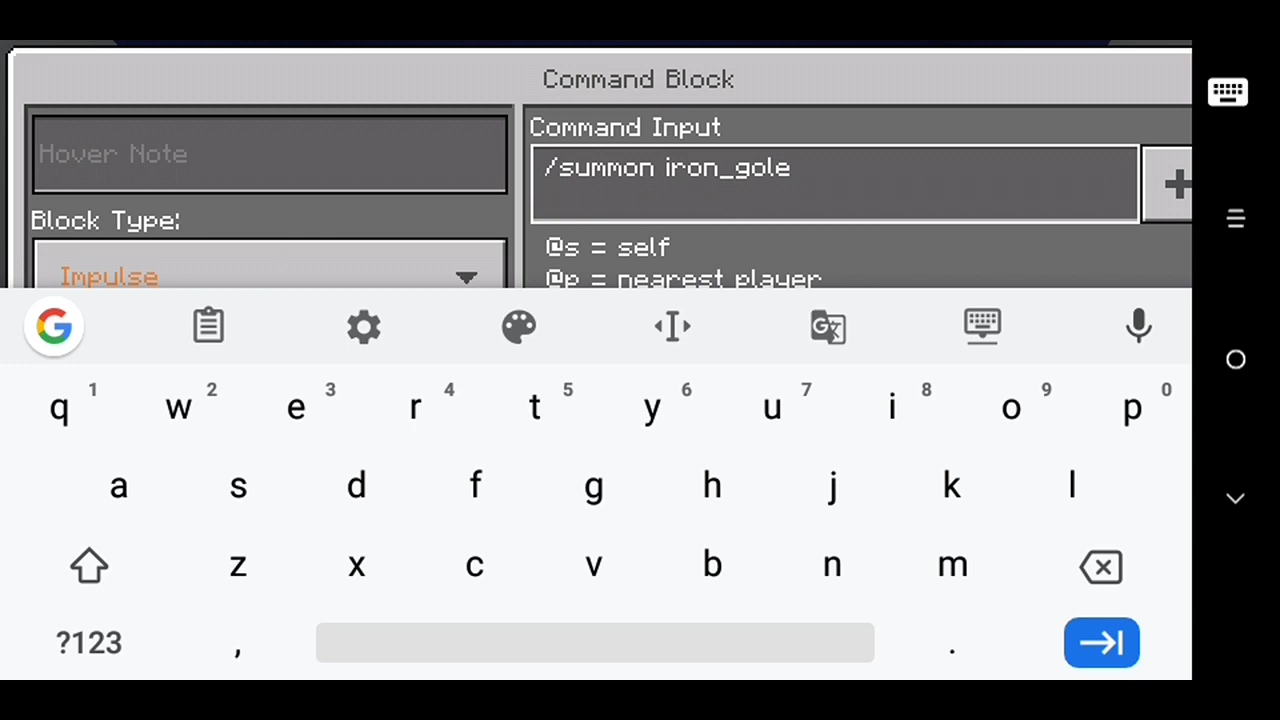 Command Block
Hover Note
Block Type:
Impulse
Command Input
/summon iron_gole
+
@s = self
@p = nearest player
G
q 1 w 2 e 3 r 4 t 5 y 6 u 7 i 8 o 9 p 0
a s d f g h j k l
z x c v b n m
?123 , .